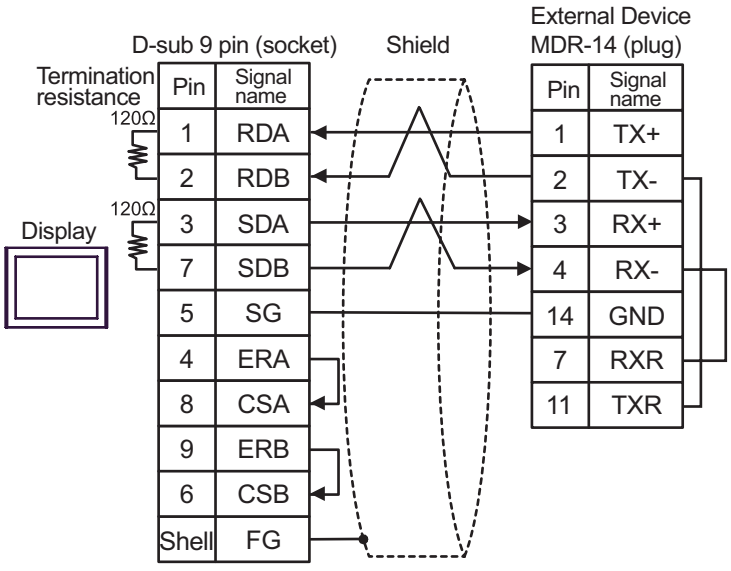 External Device
D-sub 9 pin (socket) Shield MDR-14 (plug)
Termination resistance
Pin Signal name
Pin Signal name
120Ω
1 RDA
1 TX+
2 RDB
2 TX-
120Ω
3 SDA
3 RX+
Display
7 SDB
4 RX-
5 SG
14 GND
4 ERA
7 RXR
8 CSA
11 TXR
9 ERB
6 CSB
Shell FG